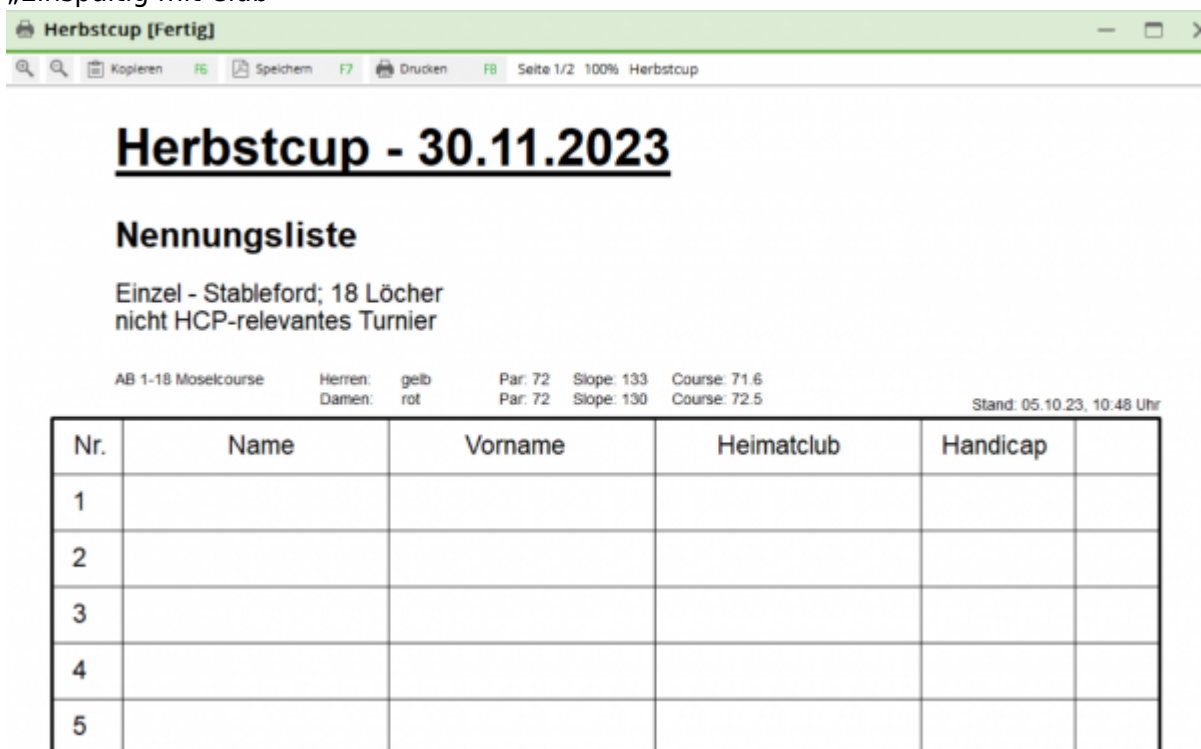 „Einspaltig mit Club“
Herbstcup [Fertig]
Kopieren F6 Speichern F7 Drucken F8 Seite 1/2 100% Herbstcup
Herbstcup - 30.11.2023
Nennungsliste
Einzel - Stableford; 18 Löcher
nicht HCP-relevantes Turnier
AB 1-18 Moselcourse Herren: gelb Par: 72 Slope: 133 Course: 71.6
Damen: rot Par: 72 Slope: 130 Course: 72.5
Stand: 05.10.23, 10:48 Uhr
Nr. Name Vorname Heimatclub Handicap
1
2
3
4
5